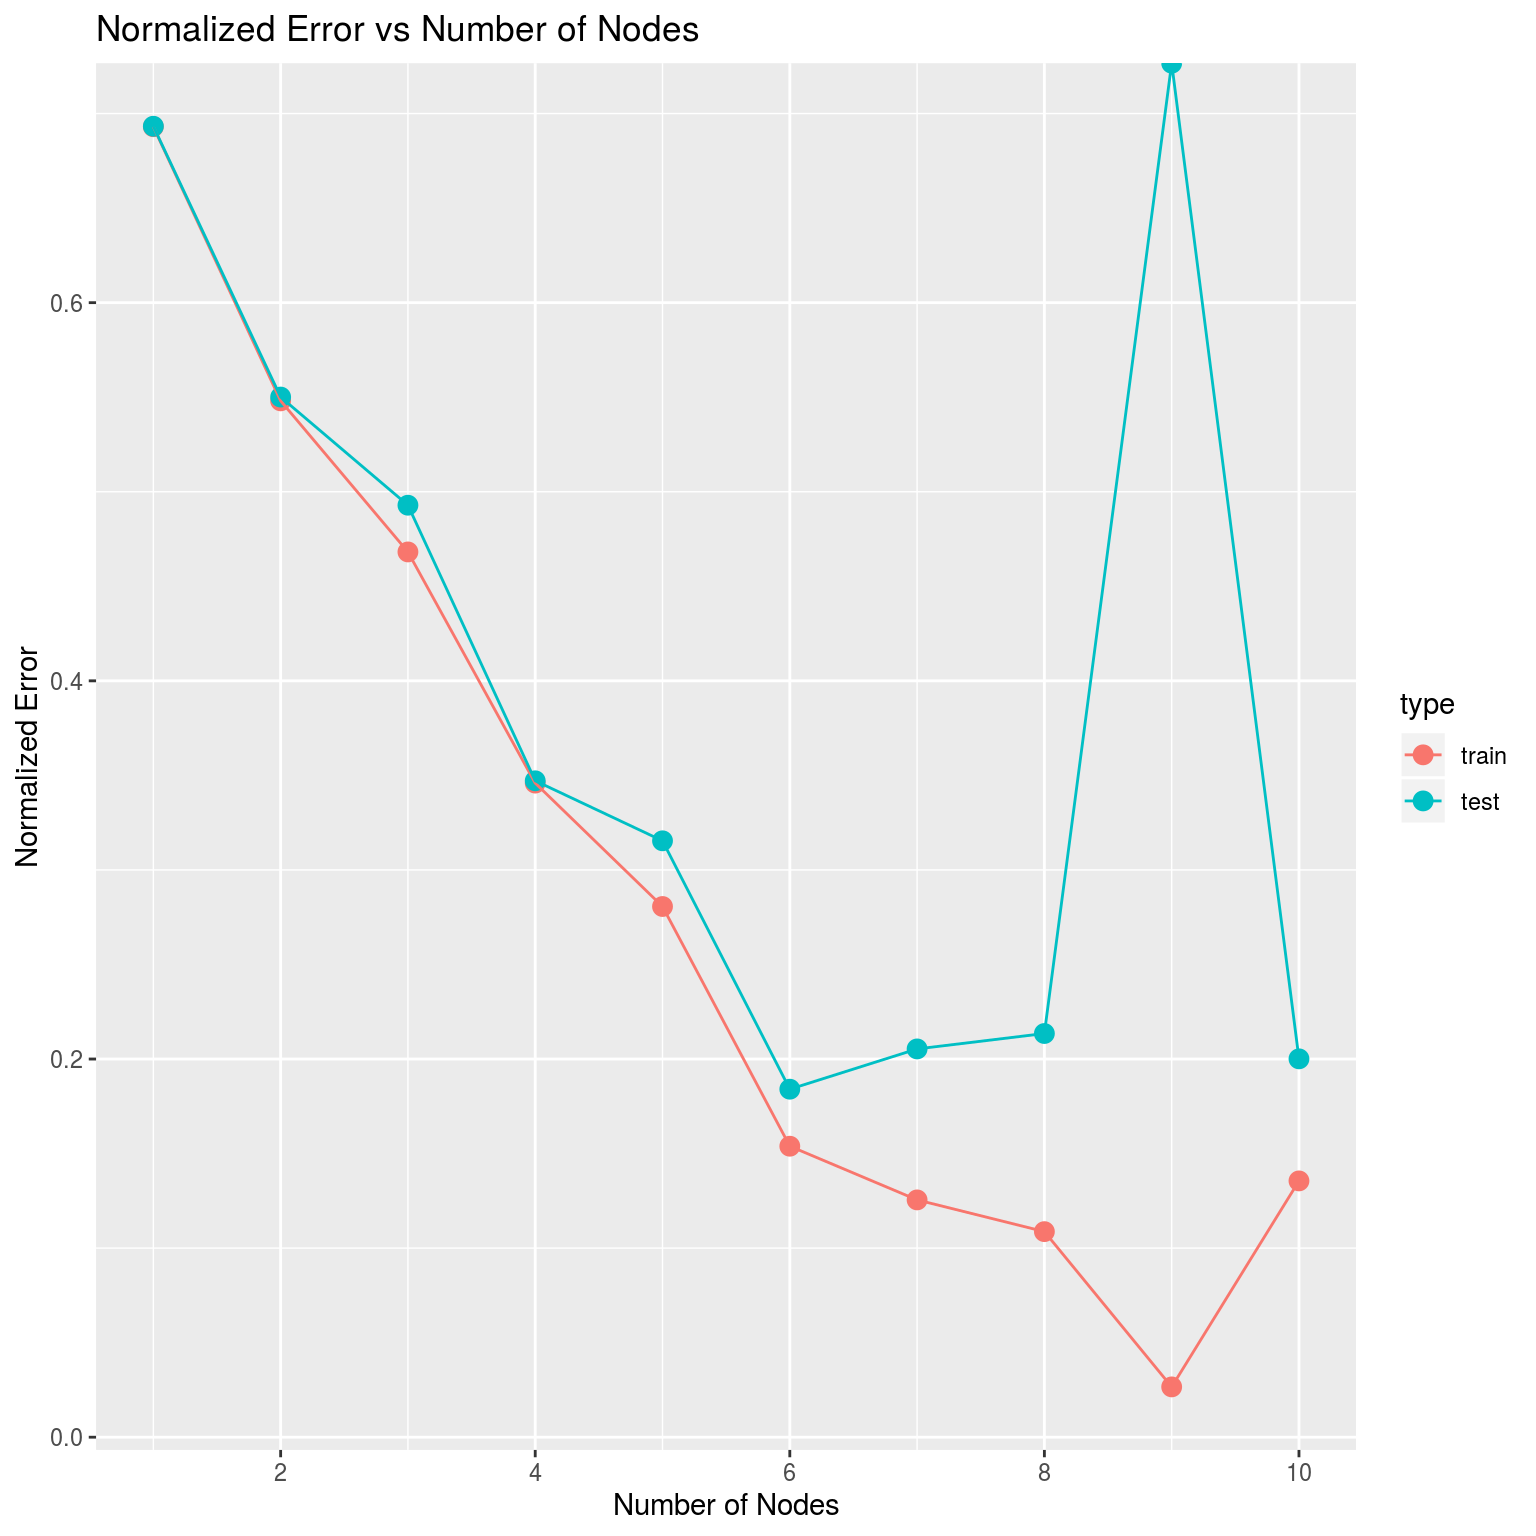 Normalized Error vs Number of Nodes
Normalized Error
0.6
0.4
0.2
0.0
2 4 6 8 10
Number of Nodes
type
train
test